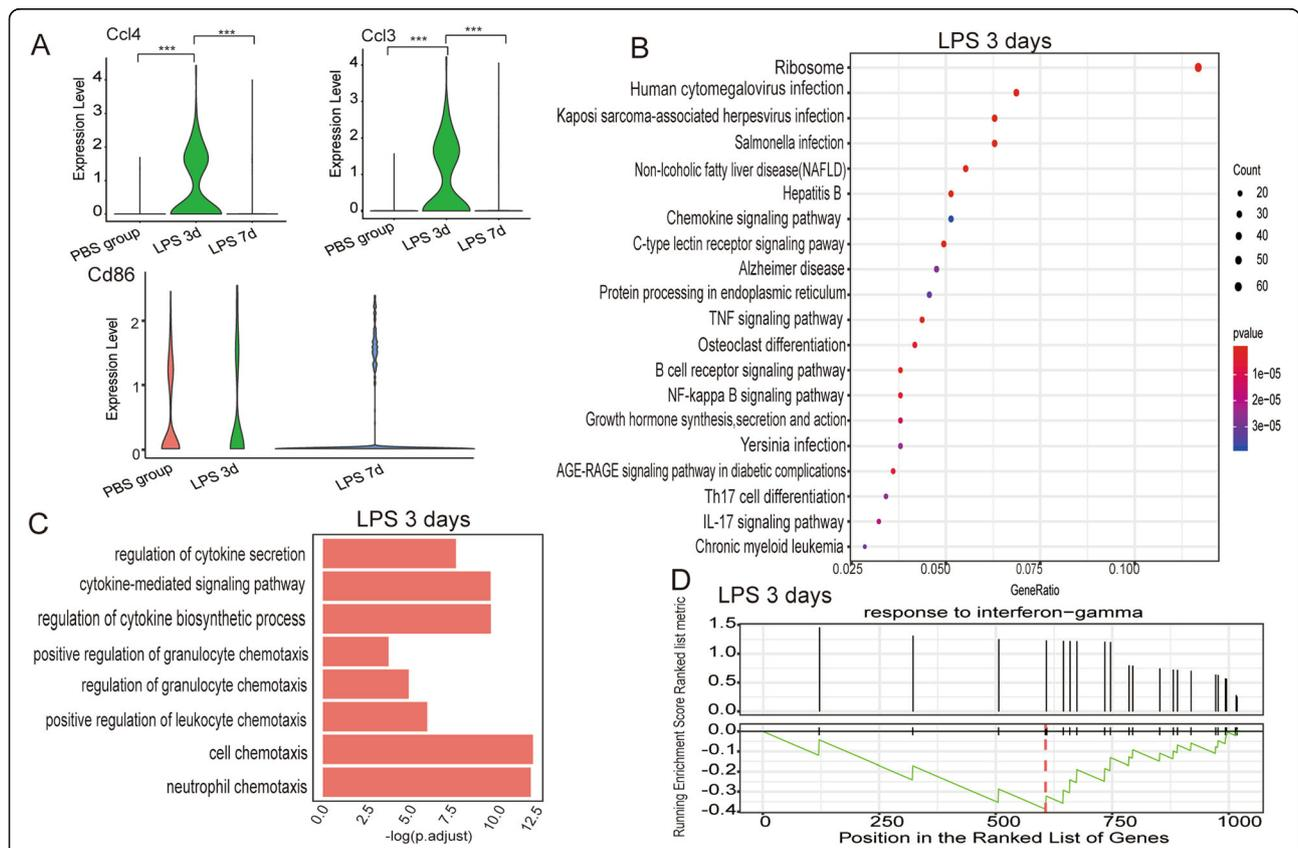 A
Ccl4
***
***
Expression Level
4
3
2
1
0
PBS group
LPS 3d
LPS 7d
Ccl3
***
***
Expression Level
4
3
2
1
0
PBS group
LPS 3d
LPS 7d
Cd86
Expression Level
2
1
0
PBS group
LPS 3d
LPS 7d
B
LPS 3 days
Ribosome
Human cytomegalovirus infection
Kaposi sarcoma-associated herpesvirus infection
Salmonella infection
Non-lcoholic fatty liver disease(NAFLD)
Hepatitis B
Chemokine signaling pathway
C-type lectin receptor signaling paway
Alzheimer disease
Protein processing in endoplasmic reticulum
TNF signaling pathway
Osteoclast differentiation
B cell receptor signaling pathway
NF-kappa B signaling pathway
Growth hormone synthesis,secretion and action
Yersinia infection
AGE-RAGE signaling pathway in diabetic complications
Th17 cell differentiation
IL-17 signaling pathway
Chronic myeloid leukemia
0.025 0.050 0.075 0.100
GeneRatio
Count
20
30
40
50
60
pvalue
1e-05
2e-05
3e-05
C
LPS 3 days
regulation of cytokine secretion
cytokine-mediated signaling pathway
regulation of cytokine biosynthetic process
positive regulation of granulocyte chemotaxis
regulation of granulocyte chemotaxis
positive regulation of leukocyte chemotaxis
cell chemotaxis
neutrophil chemotaxis
0.0 2.5 5.0 7.5 10.0 12.5
-log(p.adjust)
D
LPS 3 days
response to interferon-gamma
Running Enrichment Score Ranked list metric
1.5
1.0
0.5
0.0
0.0
-0.1
-0.2
-0.3
-0.4
0 250 500 750 1000
Position in the Ranked List of Genes